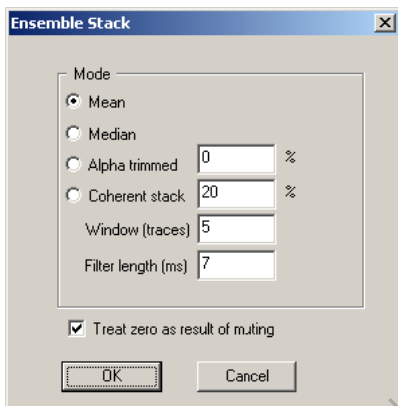 Ensemble Stack
Mode
Mean
Median
Alpha trimmed 0 %
Coherent stack 20 %
Window (traces) 5
Filter length (ms) 7
Treat zero as result of muting
OK Cancel